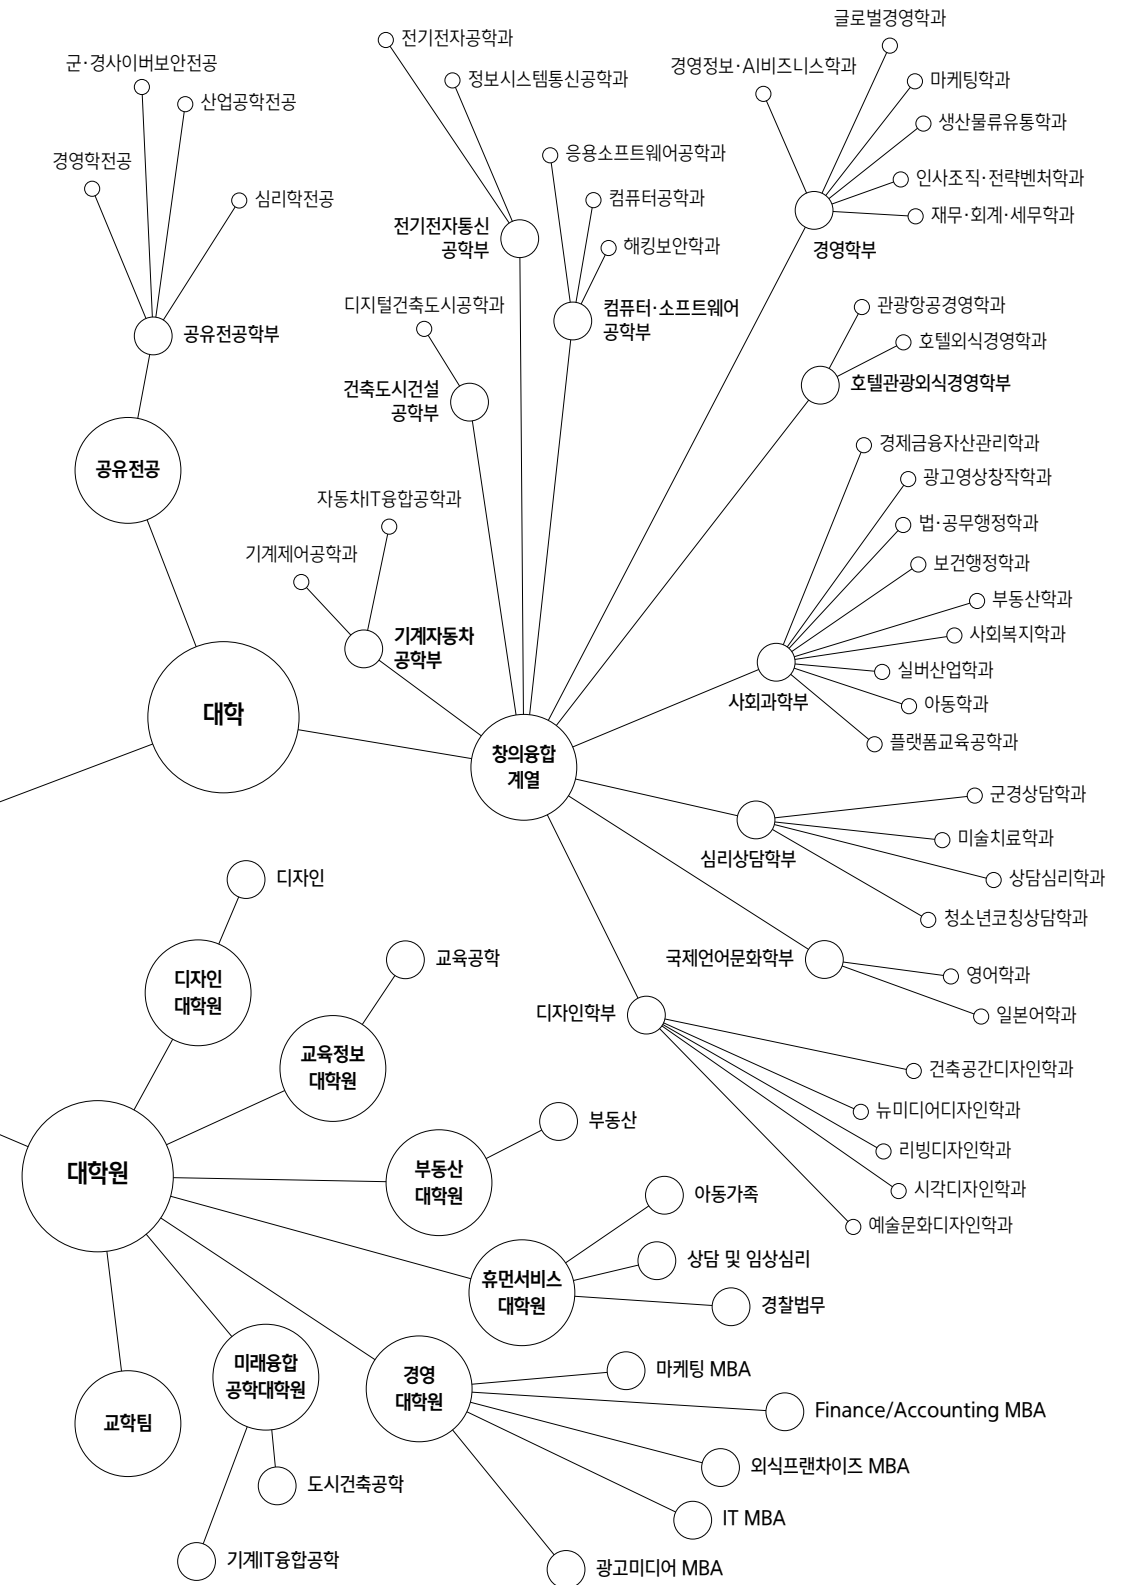 글로벌경영학과
전기전자공학과
군·경사이버보안전공
경영정보·AI비즈니스학과
정보시스템통신공학과
마케팅학과
산업공학전공
생산물류유통학과
응용소프트웨어공학과
경영학전공
인사조직·전략벤처학과
심리학전공
컴퓨터공학과
재무·회계·세무학과
전기전자통신
공학부
해킹보안학과
경영학부
디지털건축도시공학과
컴퓨터·소프트웨어
공학부
관광항공경영학과
공유전공학부
호텔외식경영학과
건축도시건설
공학부
호텔관광외식경영학부
경제금융자산관리학과
공유전공
광고영상창작학과
자동차IT융합공학과
법·공무행정학과
기계제어공학과
보건행정학과
부동산학과
기계자동차
공학부
사회복지학과
실버산업학과
사회과학부
아동학과
대학
플랫폼교육공학과
창의융합
계열
군경상담학과
미술치료학과
심리상담학부
디자인
상담심리학과
청소년코칭상담학과
교육공학
국제언어문화학부
영어학과
디자인
대학원
디자인학부
일본어학과
교육정보
대학원
건축공간디자인학과
뉴미디어디자인학과
부동산
리빙디자인학과
대학원
부동산
대학원
아동가족
시각디자인학과
예술문화디자인학과
상담 및 임상심리
휴먼서비스
대학원
경찰법무
미래융합
공학대학원
경영
대학원
마케팅 MBA
Finance/Accounting MBA
교학팀
외식프랜차이즈 MBA
도시건축공학
IT MBA
기계IT융합공학
광고미디어 MBA